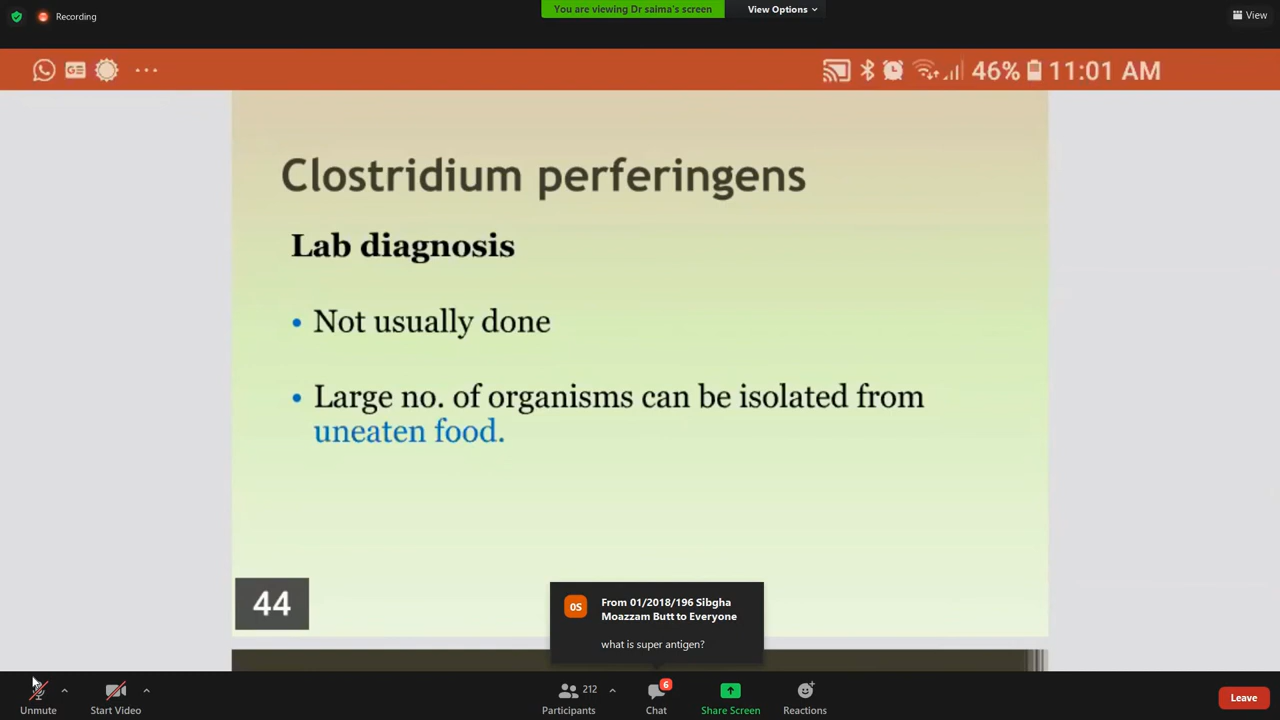 Recording
You are viewing Dr saima's screen
View Options
View
46% 11:01 AM
Clostridium perferingens
Lab diagnosis
• Not usually done
• Large no. of organisms can be isolated from
uneaten food.
44
OS
From 01/2018/196 Sibgha
Moazzam Butt to Everyone
what is super antigen?
Unmute
Start Video
212
Participants
6
Chat
Share Screen
Reactions
Leave